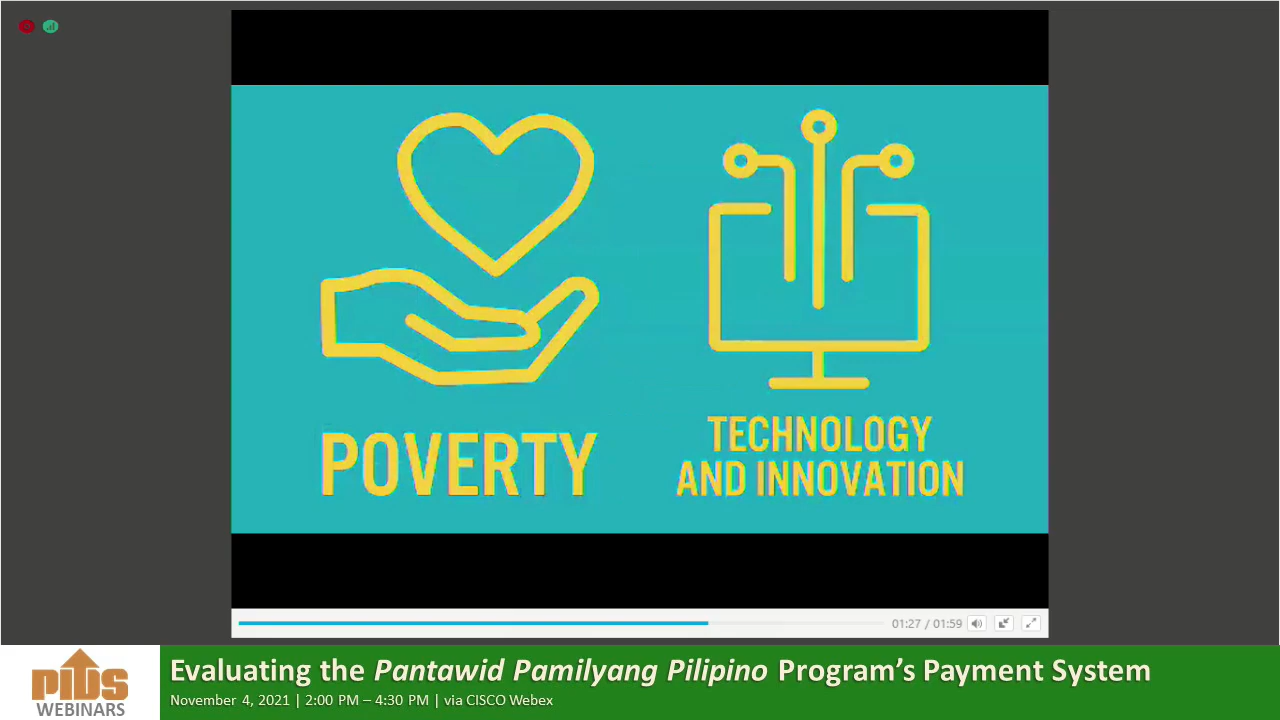 POVERTY
TECHNOLOGY
AND INNOVATION
01:27 / 01:59
PIDS
WEBINARS
Evaluating the Pantawid Pamilyang Pilipino Program's Payment System
November 4, 2021 | 2:00 PM – 4:30 PM | via CISCO Webex